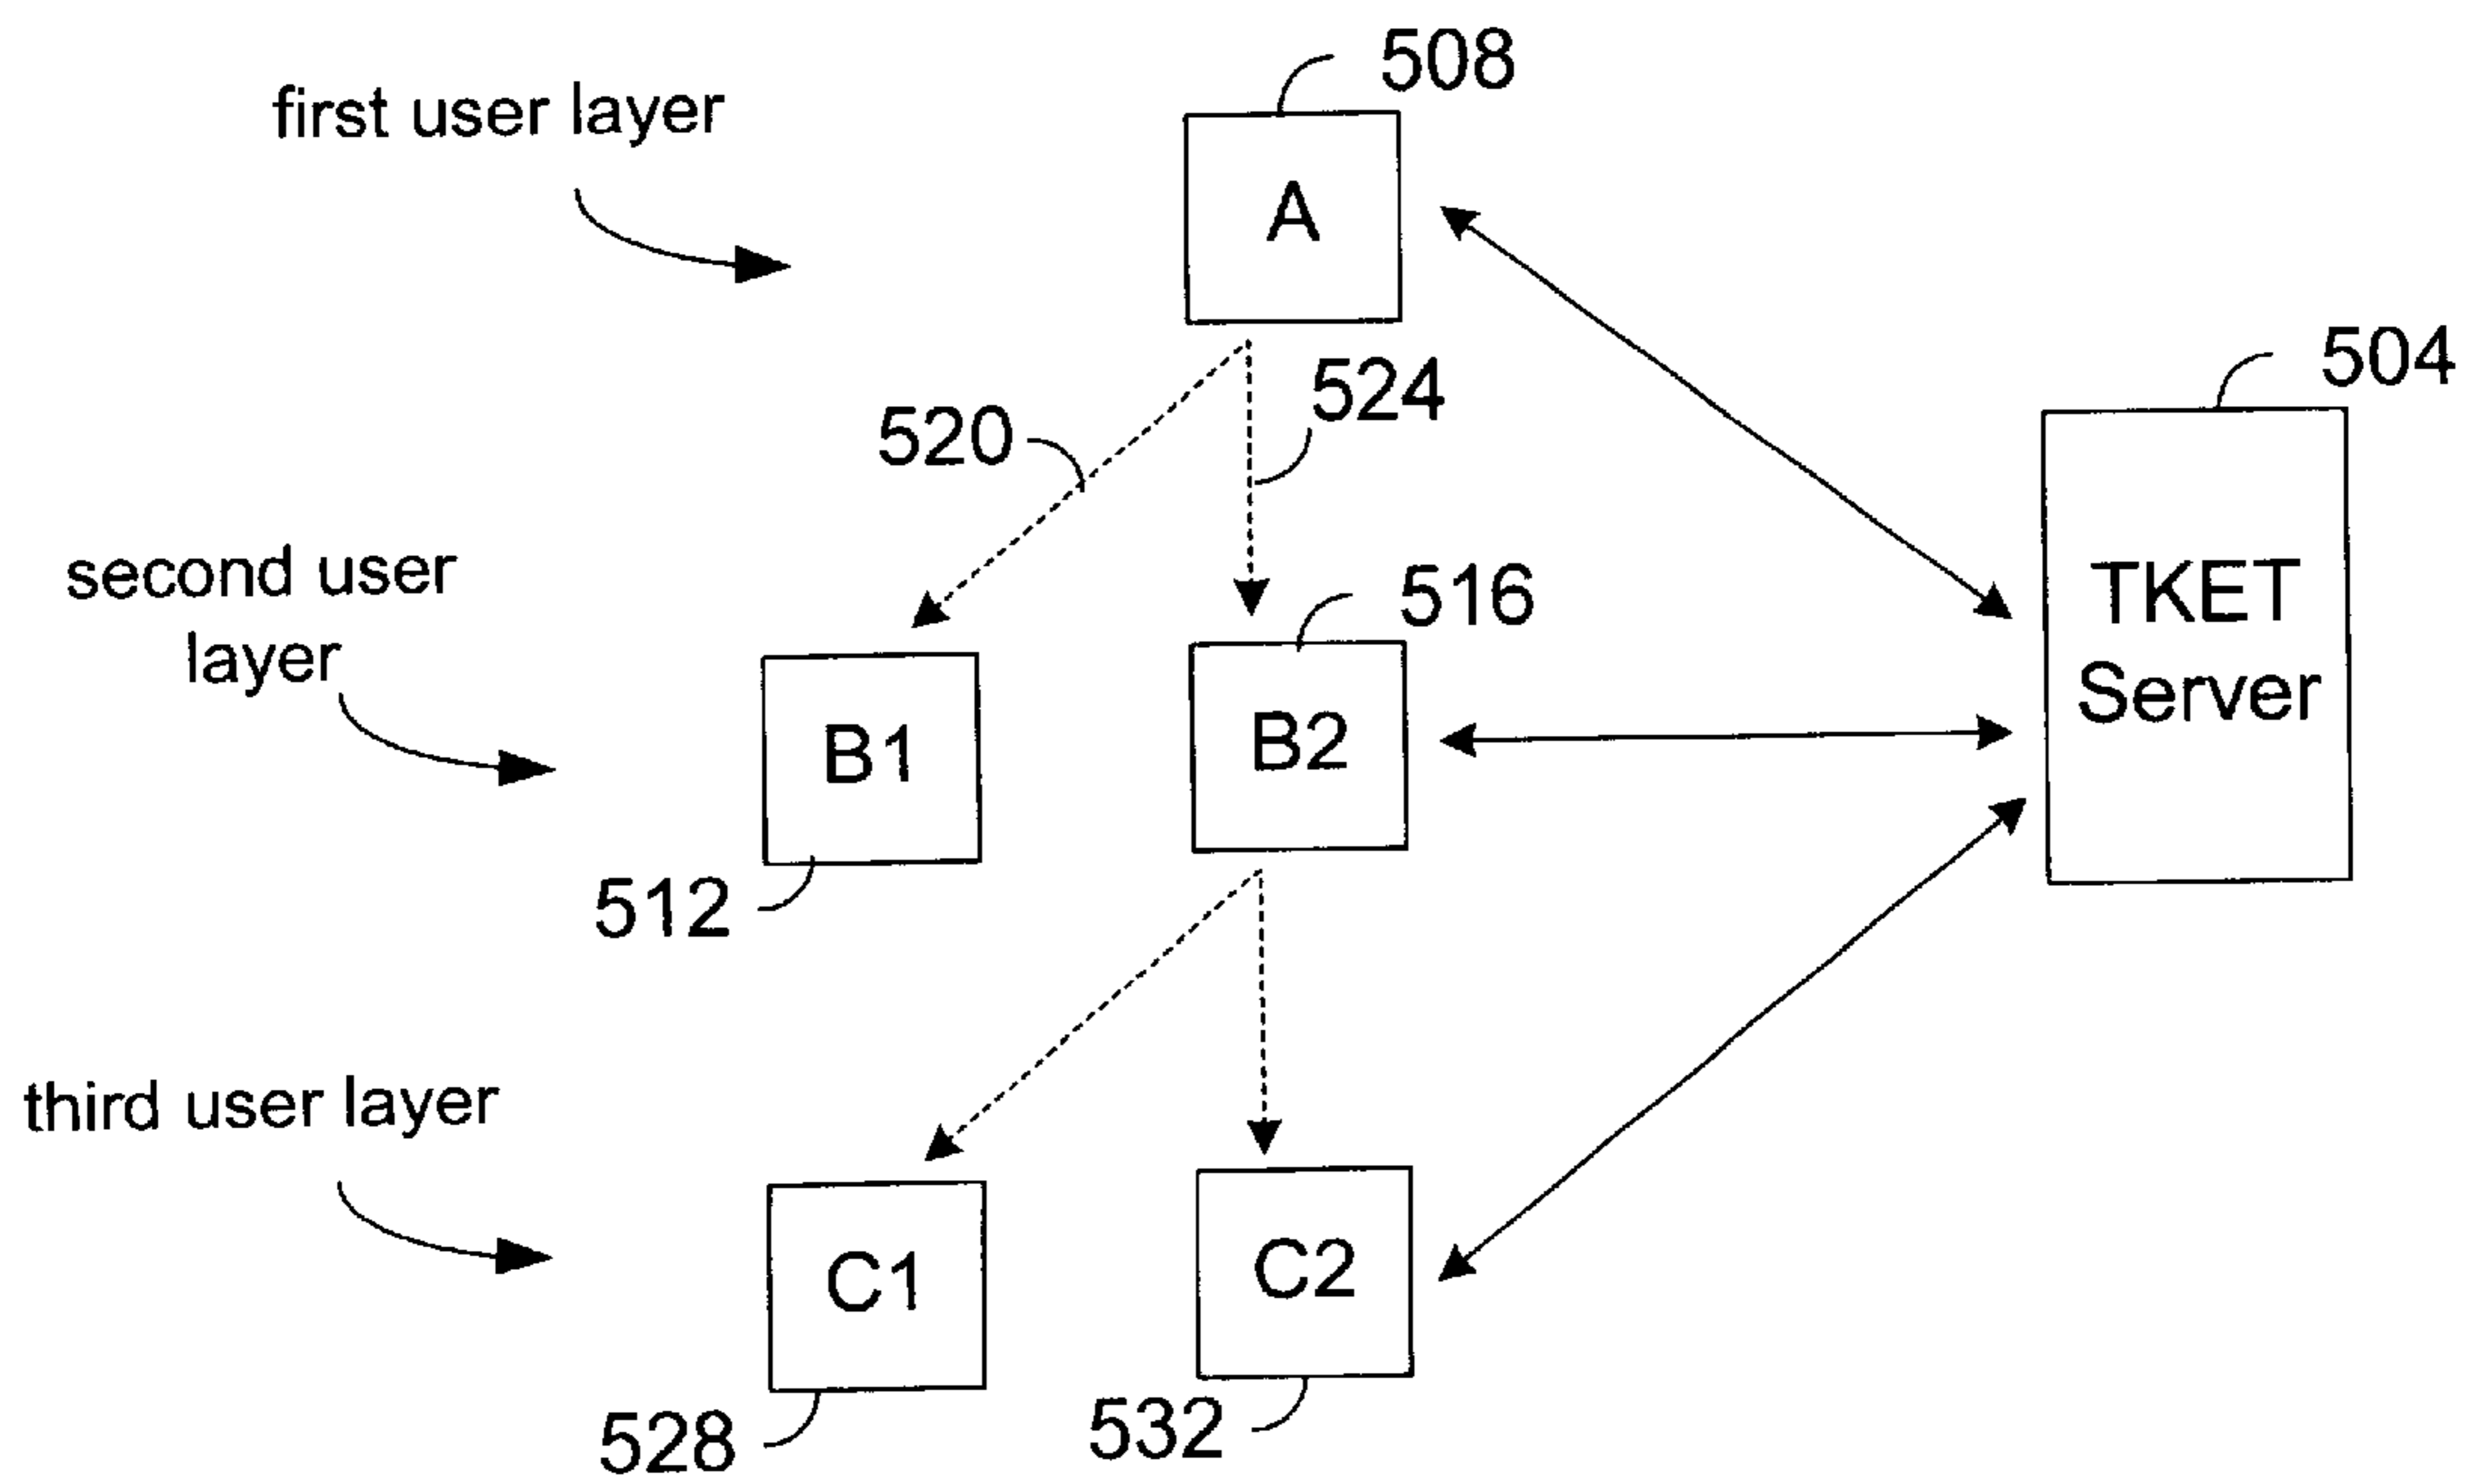 508
first user layer
A
504
524
520
516
second user
layer
TKET
Server
B1
B2
512
third user layer
C1
C2
528
532